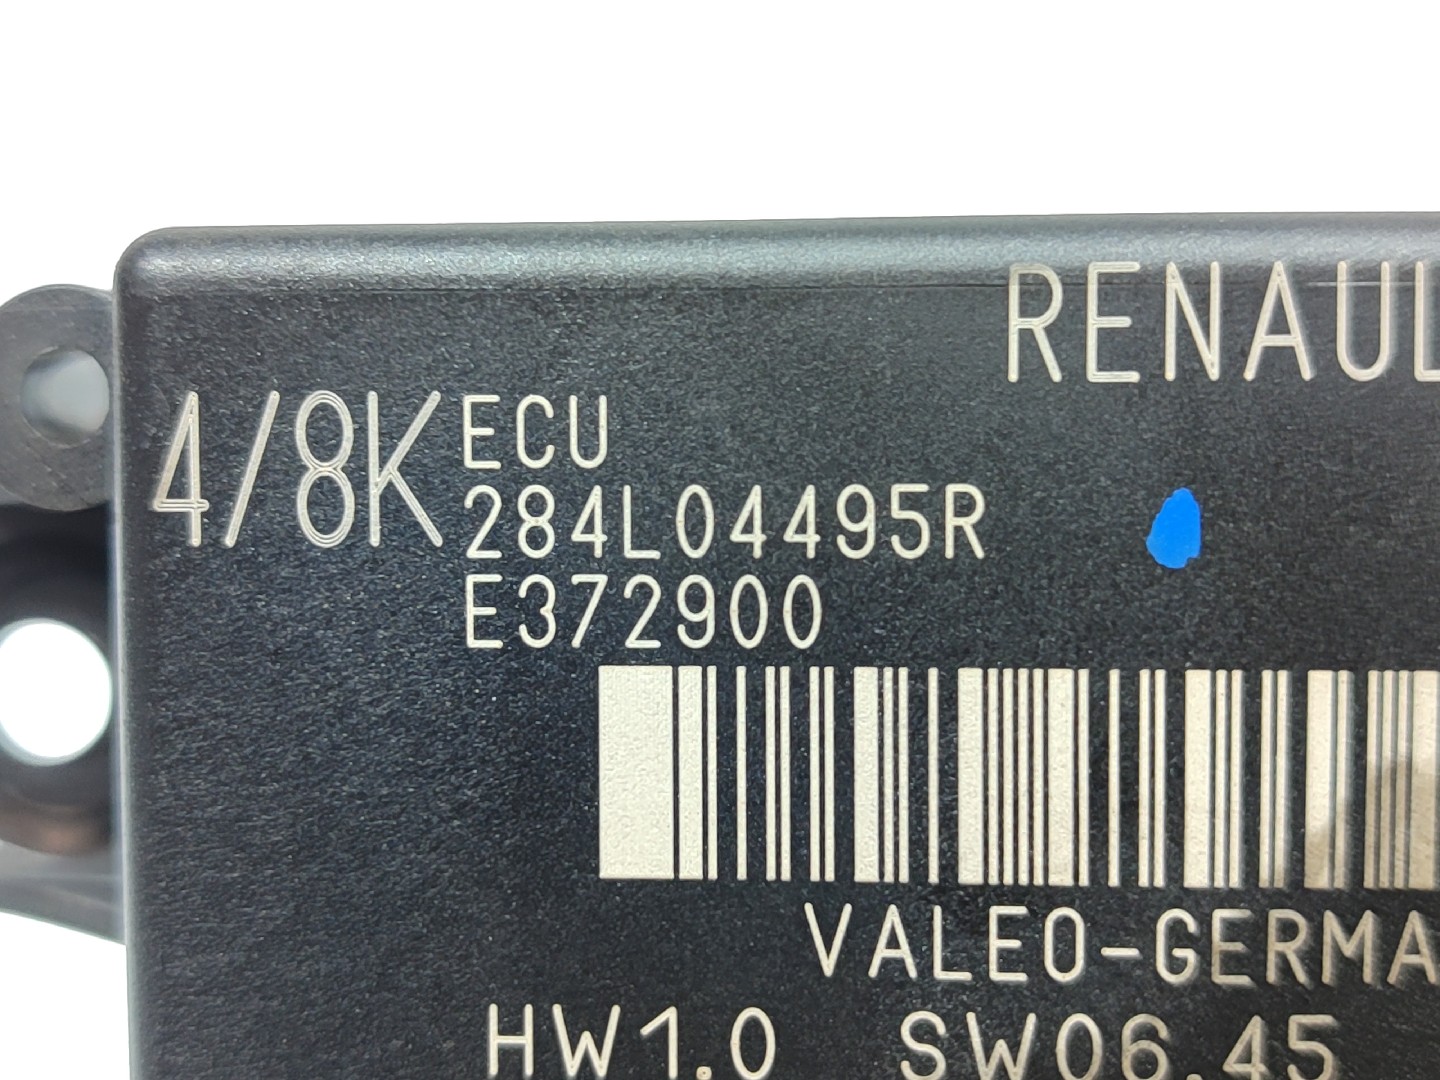 RENAUL
4/8K
ECU
284L04495R
E372900
VALEO-GERMA
HW1.0 SW06.45